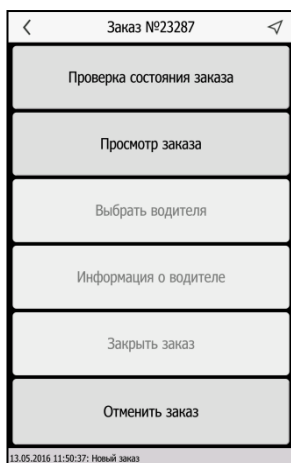 Заказ №23287
Проверка состояния заказа
Просмотр заказа
Выбрать водителя
Информация о водителе
Закрыть заказ
Отменить заказ
13.05.2016 11:50:37: Новый заказ